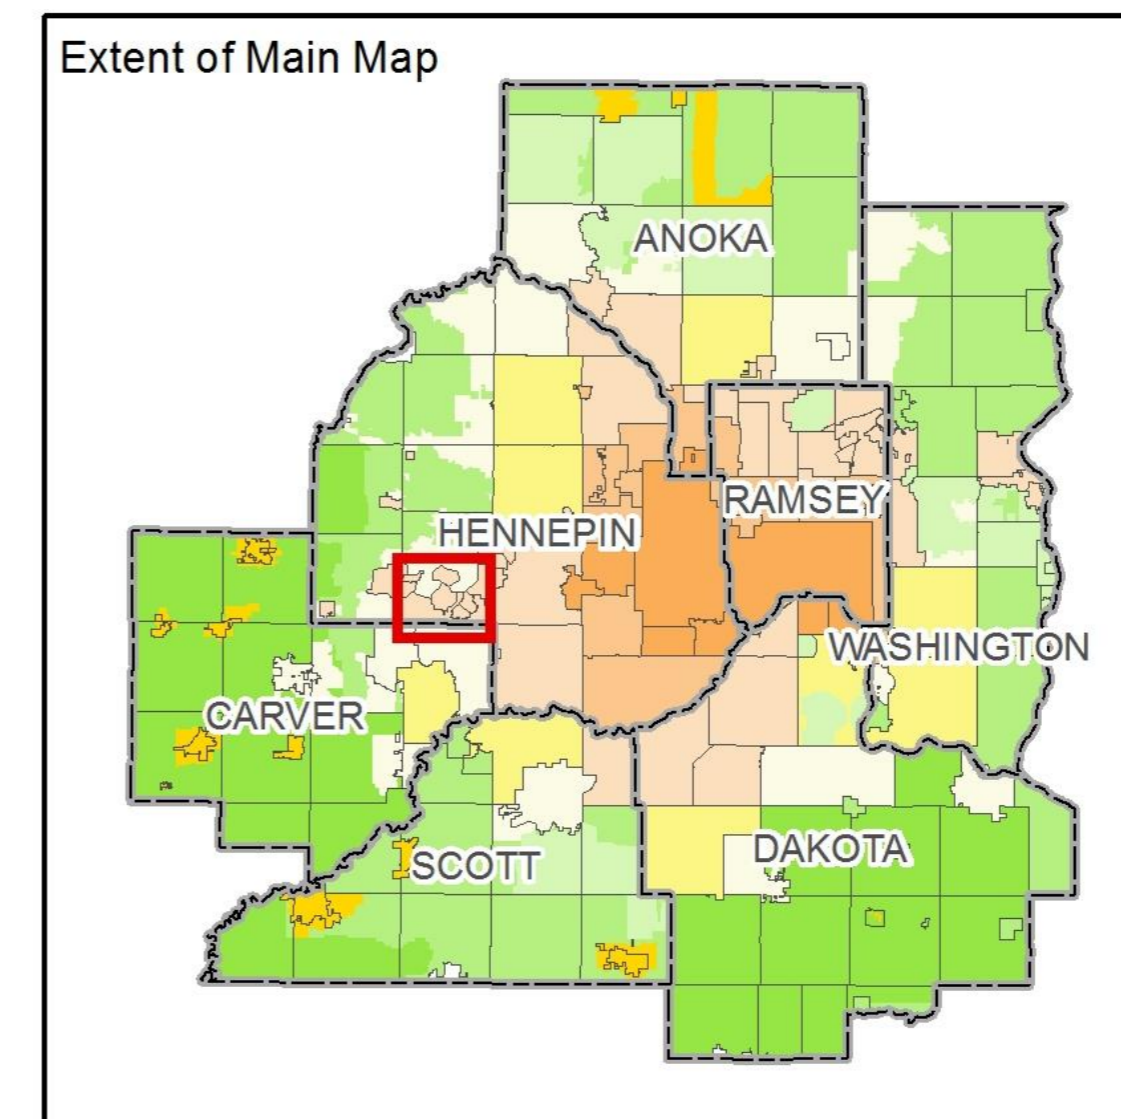 Extent of Main Map
ANOKA
RAMSEY
HENNEPIN
WASHINGTON
CARVER
DAKOTA
SCOTT